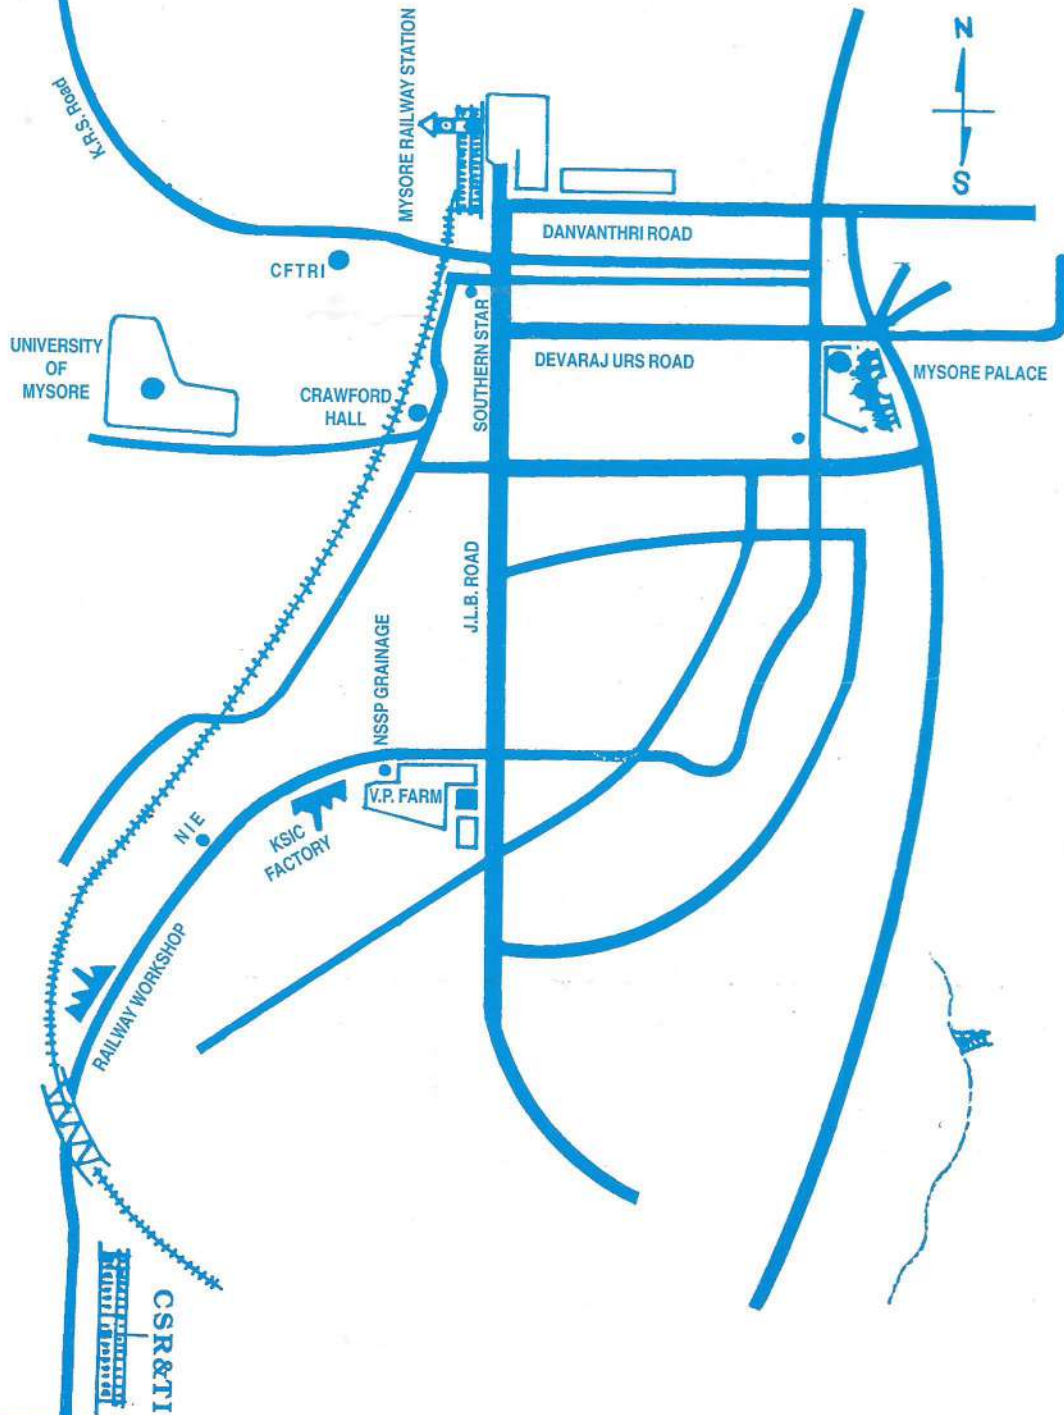 N
S
K.R.S. Road
MYSORE RAILWAY STATION
DANVANTHRI ROAD
CFTRI
SOUTHERN STAR
UNIVERSITY
OF
MYSORE
CRAWFORD
HALL
DEVARAJ URS ROAD
MYSORE PALACE
J.L.B. ROAD
NSSP GRAINAGE
V.P. FARM
NIE
KSIC
FACTORY
RAILWAY WORKSHOP
CSR&TI